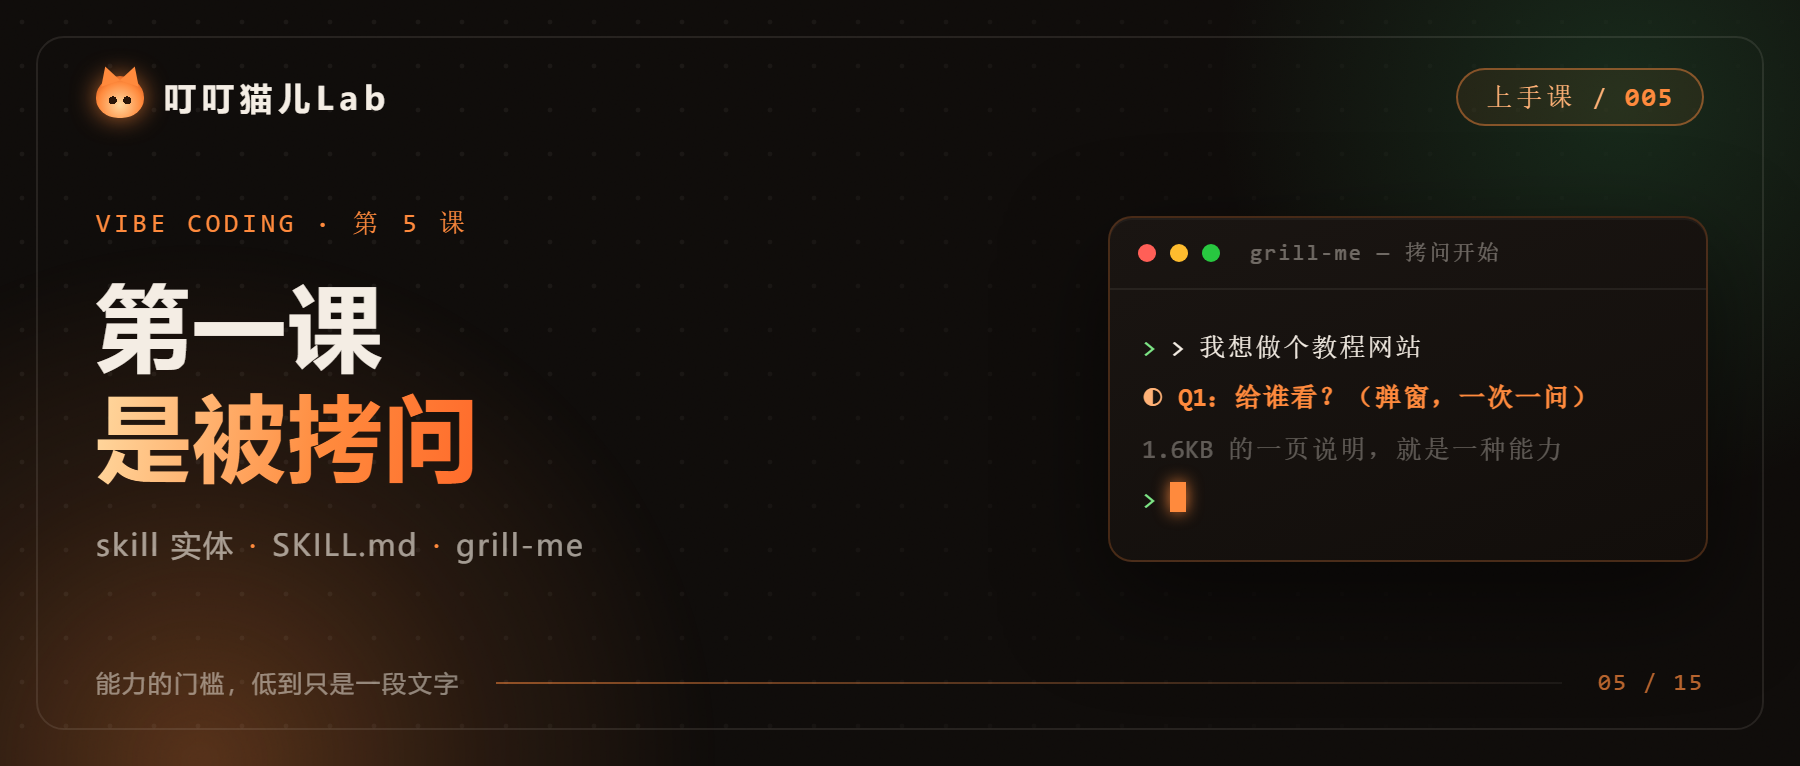 叮叮猫儿Lab
上手课 / 005
VIBE CODING · 第 5 课
第一课
是被拷问
skill 实体 · SKILL.md · grill-me
grill-me — 拷问开始
› › 我想做个教程网站
◐ Q1: 给谁看？（弹窗，一次一问）
1.6KB 的一页说明，就是一种能力
›
能力的门槛，低到只是一段文字
05 / 15